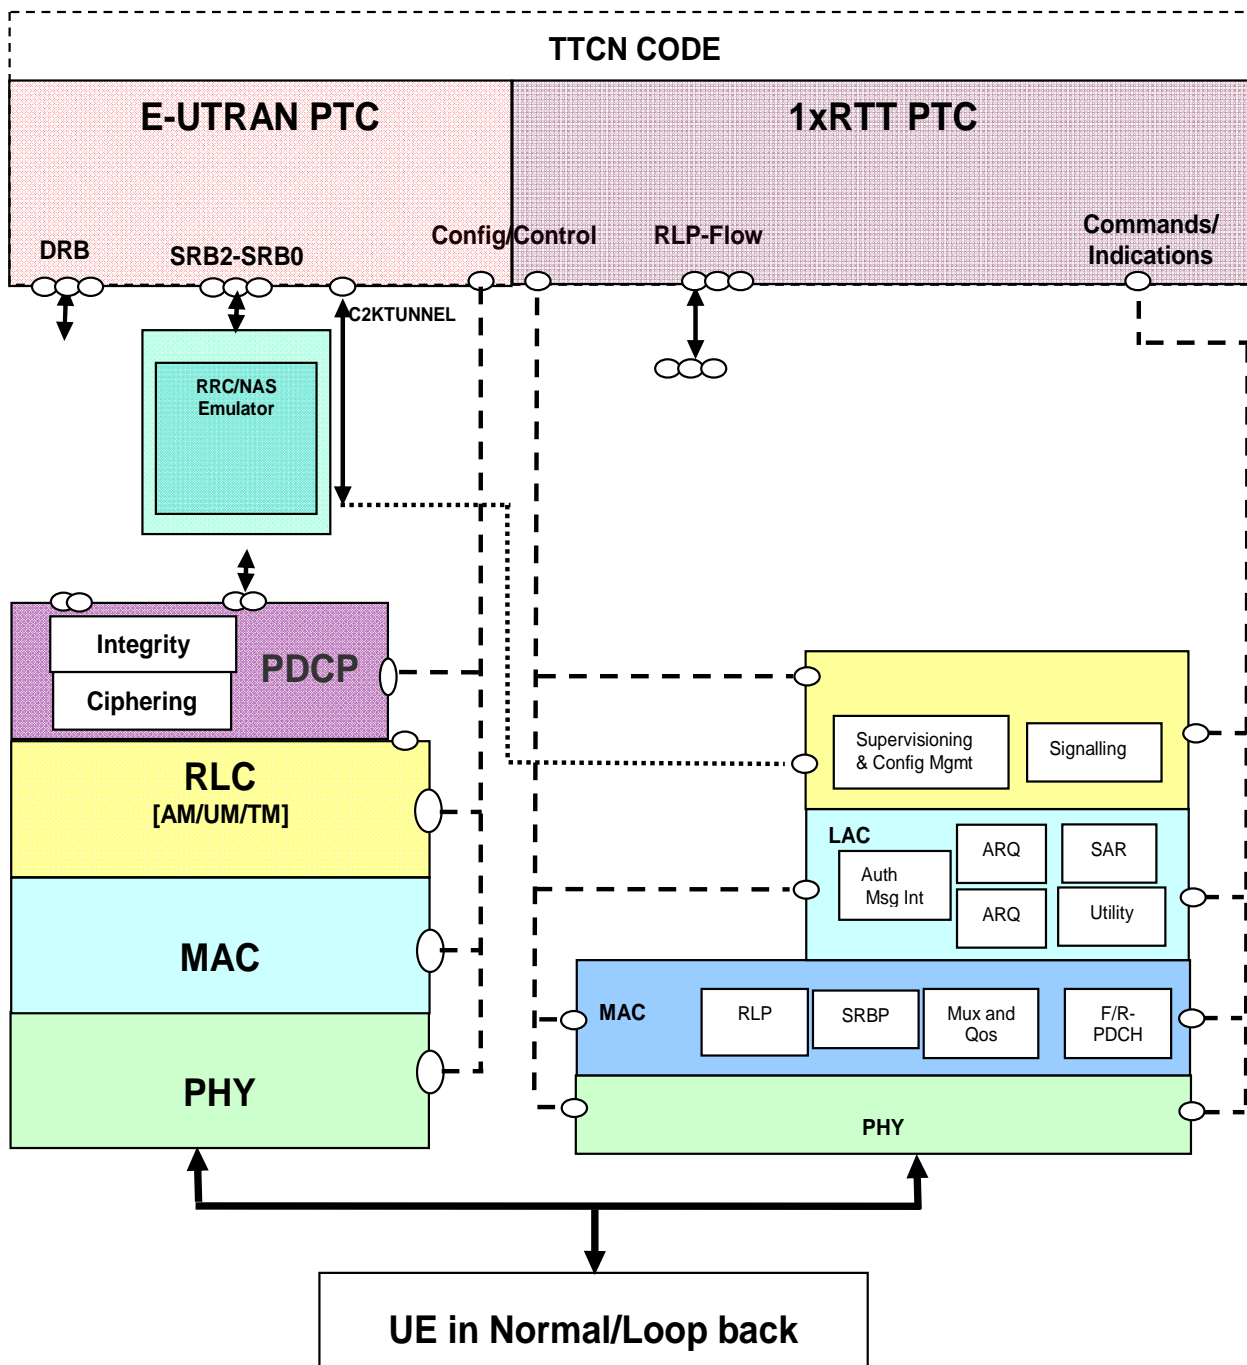 TTCN CODE
E-UTRAN PTC
1xRTT PTC
DRB
SRB2-SRB0
Config/Control
RLP-Flow
Commands/
Indications
C2KTUNNEL
RRC/NAS
Emulator
Integrity
Ciphering
PDCP
RLC
[AM/UM/TM]
MAC
PHY
Supervisioning
& Config Mgmt
Signalling
LAC
Auth
Msg Int
ARQ
SAR
ARQ
Utility
MAC
RLP
SRBP
Mux and
Qos
F/R-
PDCH
PHY
UE in Normal/Loop back